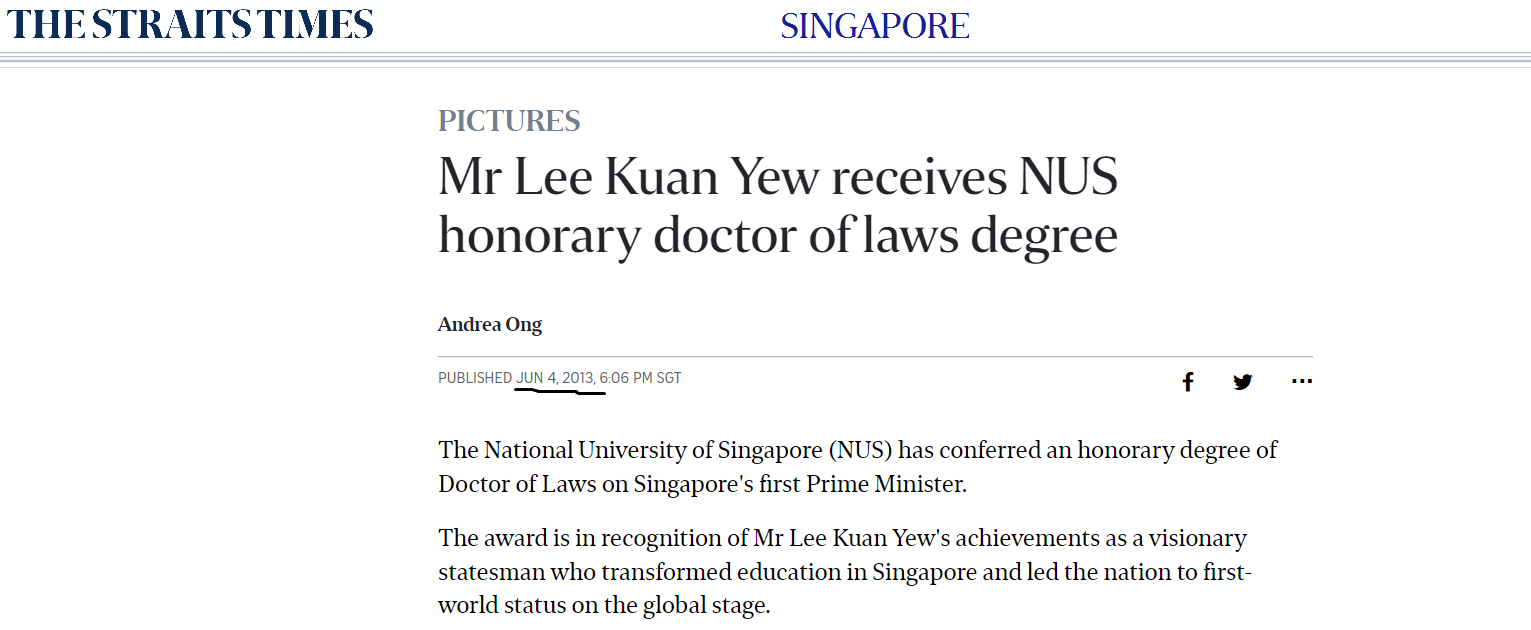 THE STRAITS TIMES
SINGAPORE
PICTURES
Mr Lee Kuan Yew receives NUS
honorary doctor of laws degree
Andrea Ong
PUBLISHED JUN 4, 2013, 6:06 PM SGT
The National University of Singapore (NUS) has conferred an honorary degree of
Doctor of Laws on Singapore's first Prime Minister.
The award is in recognition of Mr Lee Kuan Yew's achievements as a visionary
statesman who transformed education in Singapore and led the nation to first-
world status on the global stage.